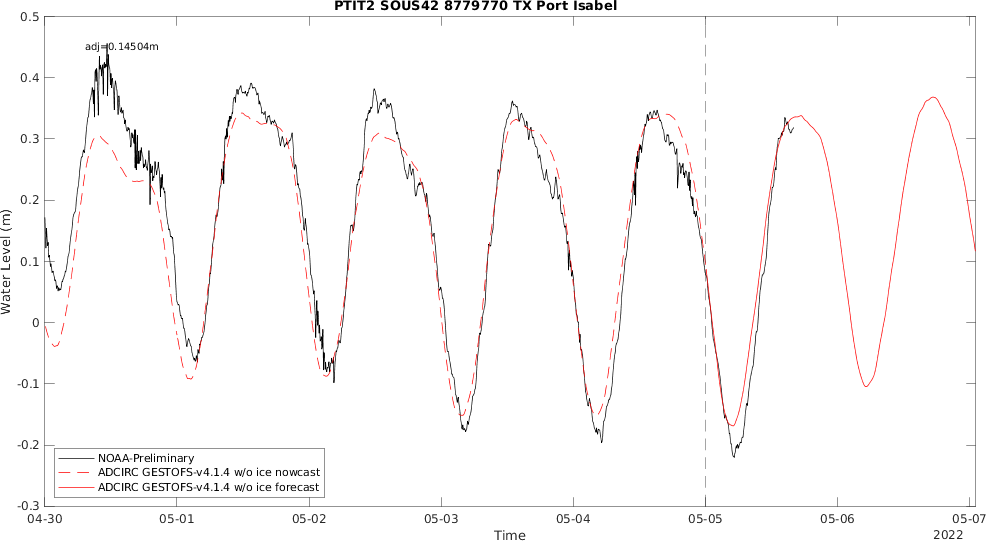 PTIT2 SOUS42 8779770 TX Port Isabel
adj=0.14504m
0.5
0.4
0.3
0.2
0.1
0
-0.1
-0.2
-0.3
Water Level (m)
NOAA-Preliminary
ADCIRC GESTOFS-v4.1.4 w/o ice nowcast
ADCIRC GESTOFS-v4.1.4 w/o ice forecast
04-30 05-01 05-02 05-03 05-04 05-05 05-06 05-07
Time
2022